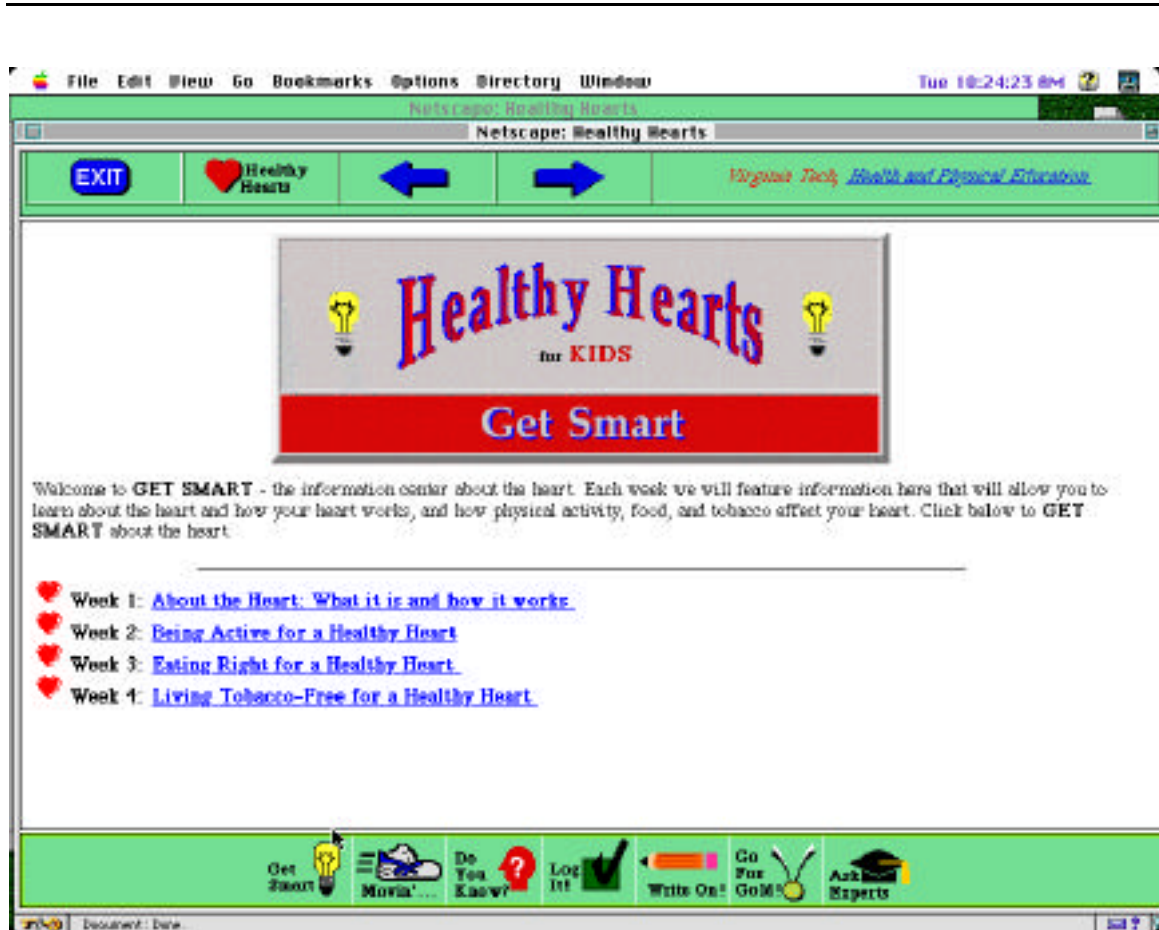 File Edit View Go Bookmarks Options Directory Window Tue 10:24:23 AM
Netscape: Healthy Hearts
Netscape: Healthy Hearts
EXIT
Healthy
Hearts
Virginia Tech, Health and Physical Education
Healthy Hearts
for KIDS
Get Smart
Welcome to GET SMART - the information center about the heart. Each week we will feature information here that will allow you to
learn about the heart and how your heart works, and how physical activity, food, and tobacco effect your heart. Click below to GET
SMART about the heart.
Week 1: About the Heart: What it is and how it works
Week 2: Being Active for a Healthy Heart
Week 3: Eating Right for a Healthy Heart
Week 4: Living Tobacco-Free for a Healthy Heart
Get
Smart
Movin'....
Do
You
Know?
Log
It!
Write On!
Go
For
Gold!
Ask
Experts
Document: Done.